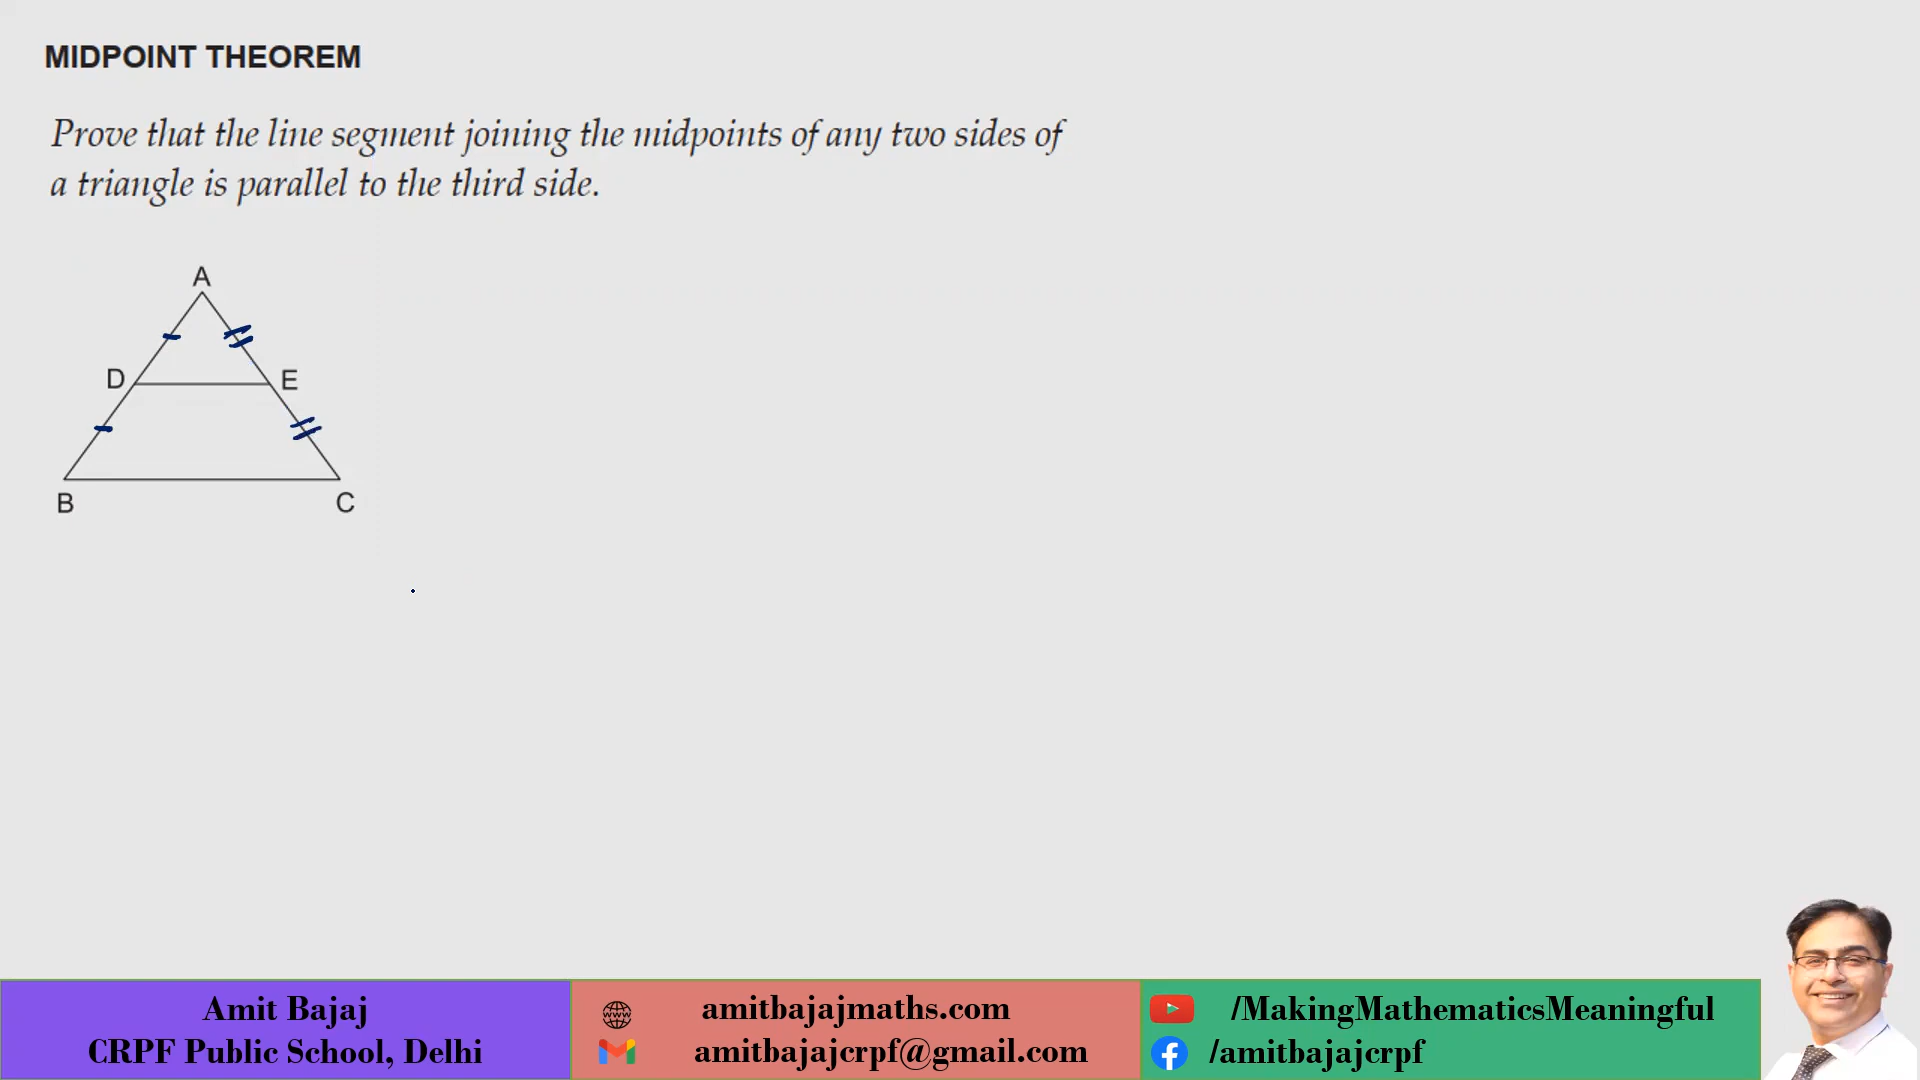 MIDPOINT THEOREM
Prove that the line segment joining the midpoints of any two sides of
a triangle is parallel to the third side.
A
D
E
B
C
Amit Bajaj
CRPF Public School, Delhi
www
amitbajajmaths.com
amitbajajcrpf@gmail.com
/MakingMathematicsMeaningful
/amitbajajcrpf